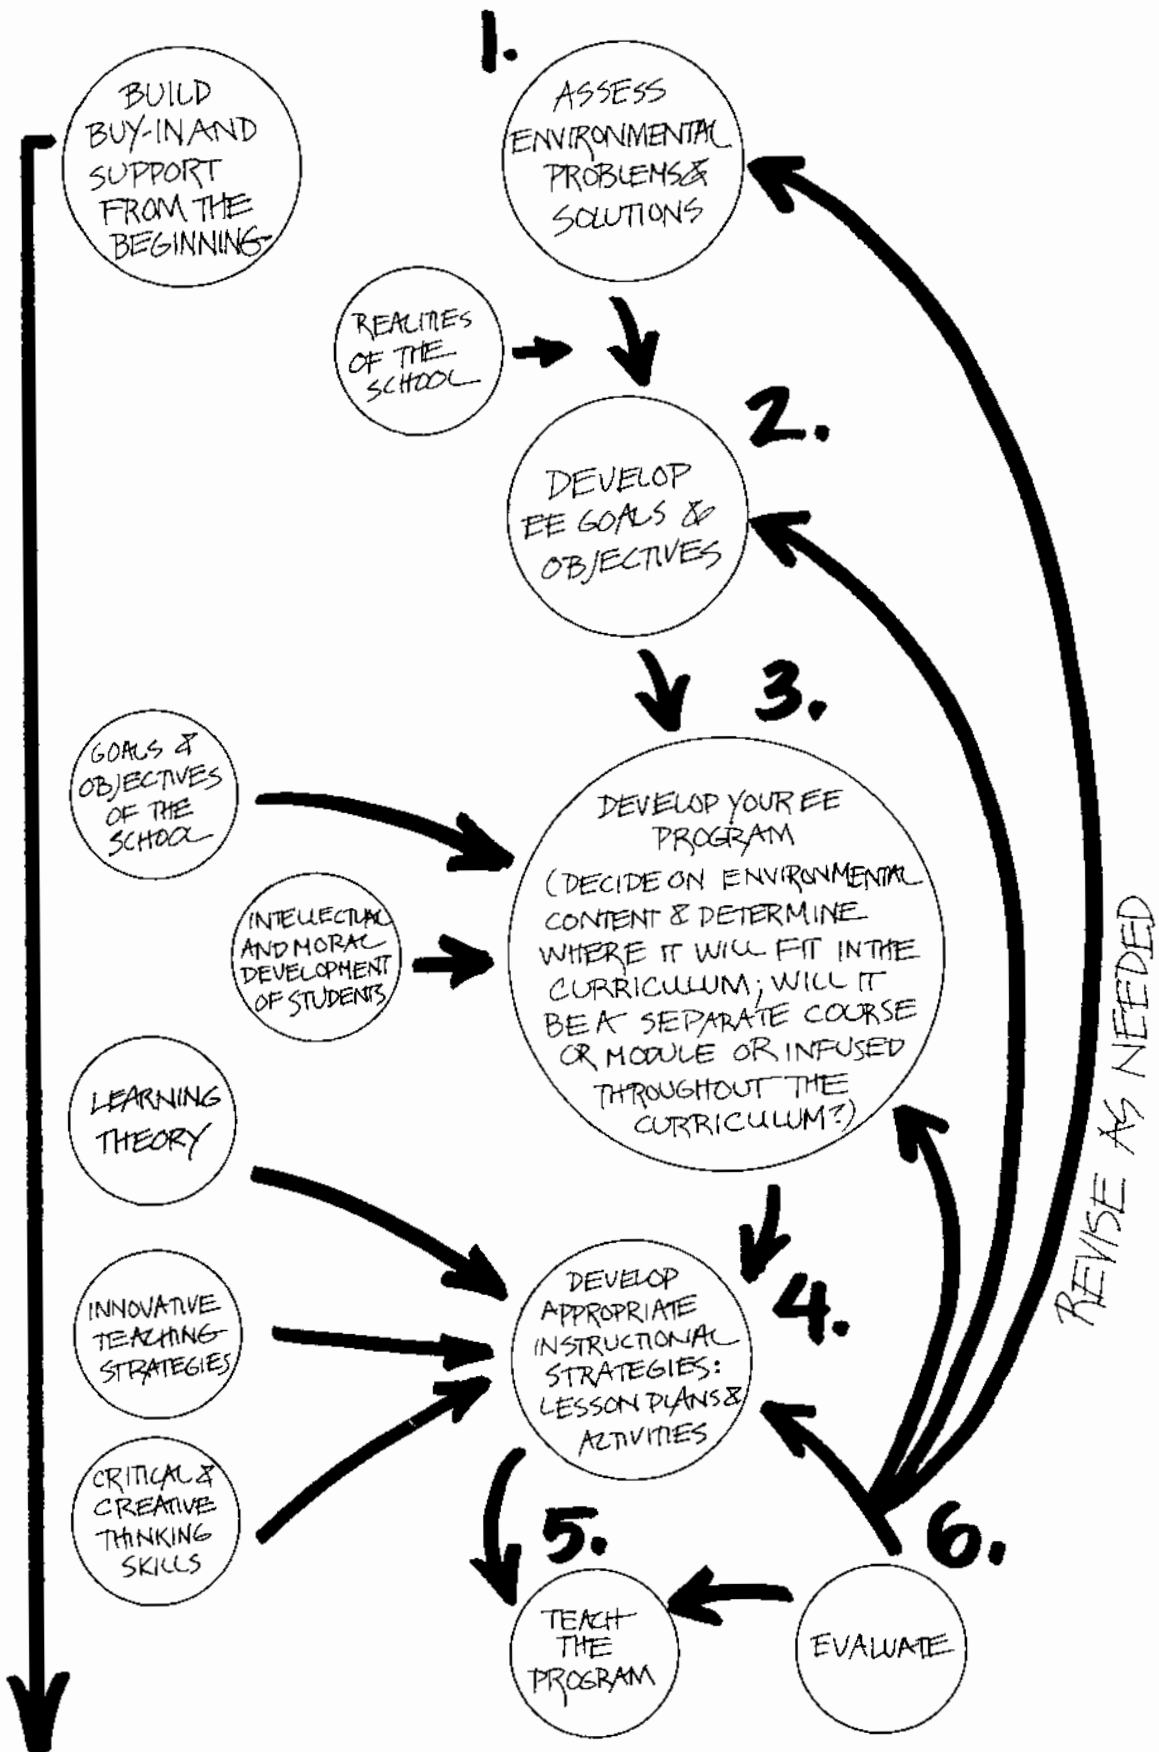 1.
BUILD
BUY-IN AND
SUPPORT
FROM THE
BEGINNING
ASSESS
ENVIRONMENTAL
PROBLEMS &
SOLUTIONS
REALITIES
OF THE
SCHOOL
2.
DEVELOP
EE GOALS &
OBJECTIVES
3.
GOALS &
OBJECTIVES
OF THE
SCHOOL
DEVELOP YOUR EE
PROGRAM
(DECIDE ON ENVIRONMENTAL
CONTENT & DETERMINE
WHERE IT WILL FIT IN THE
CURRICULUM; WILL IT
BE A SEPARATE COURSE
OR MODULE OR INFUSED
THROUGHOUT THE
CURRICULUM?)
INTELLECTUAL
AND MORAL
DEVELOPMENT
OF STUDENTS
LEARNING
THEORY
REVISE AS NEEDED
4.
DEVELOP
APPROPRIATE
INSTRUCTIONAL
STRATEGIES:
LESSON PLANS &
ACTIVITIES
INNOVATIVE
TEACHING
STRATEGIES
CRITICAL &
CREATIVE
THINKING
SKILLS
5.
TEACH
THE
PROGRAM
6.
EVALUATE